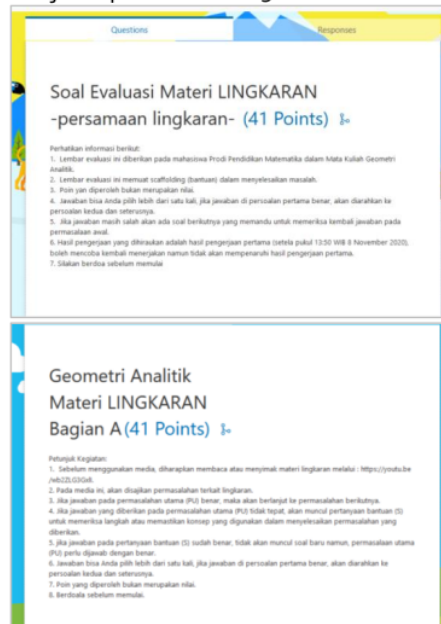 Questions
Responses
Soal Evaluasi Materi LINGKARAN
-persamaan lingkaran- (41 Points)
Perhatikan informasi berikut:
1. Lembar evaluasi ini diberikan pada mahasiswa Prodi Pendidikan Matematika dalam Mata Kuliah Geometri
Analitik.
2. Lembar evaluasi ini memuat scaffolding (bantuan) dalam menyelesaikan masalah.
3. Poin yan diperoleh bukan merupakan nilai.
4. Jawaban bisa Anda pilih lebih dari satu kali, jika jawaban di persoalan pertama benar, akan diarahkan ke
persoalan kedua dan seterusnya.
5. Jika jawaban masih salah akan ada soal berikutnya yang memandu untuk memeriksa kembali jawaban pada
permasalaan awal.
6. Hasil pengerjaan yang dihiraukan adalah hasil pengerjaan pertama (setela pukul 13:50 WIB 8 November 2020),
boleh mencoba kembali menerjakan namun tidak akan mempenaruhi hasil pengerjaan pertama.
7. Silakan berdisa sebelum memulai
Geometri Analitik
Materi LINGKARAN
Bagian A (41 Points)
Petunjuk Kegiatan:
1. Sebelum menggunakan media, diharapkan membaca atau menyimak materi lingkaran melalui : https://youtu.be
2. Pada media ini, akan disajikan permasalahan terkait lingkaran.
3. Jika jawaban pada permasalahan utama (PU) benar, maka akan berlanjut ke permasalahan berikutnya.
4. Jika jawaban yang diberikan pada permasalahan utama (PU) tidak tepat, akan muncul pertanyaan bantuan (S)
untuk memeriksa langkah atau memastikan konsep yang digunakan dalam menyelesaikan permasalahan yang
diberikan.
5. Jika jawaban pada pertanyaan bantuan (S) sudah benar, tidak akan muncul soal baru namun, permasalaan utama
(PU) perlu dijawab dengan benar.
6. Jawaban bisa Anda pilih lebih dari satu kali, jika jawaban di persoalan pertama benar, akan diarahkan ke
persoalan kedua dan seterusnya.
7. Poin yang diperoleh bukan merupakan nilai.
8. Berdoala sebelum memulai.